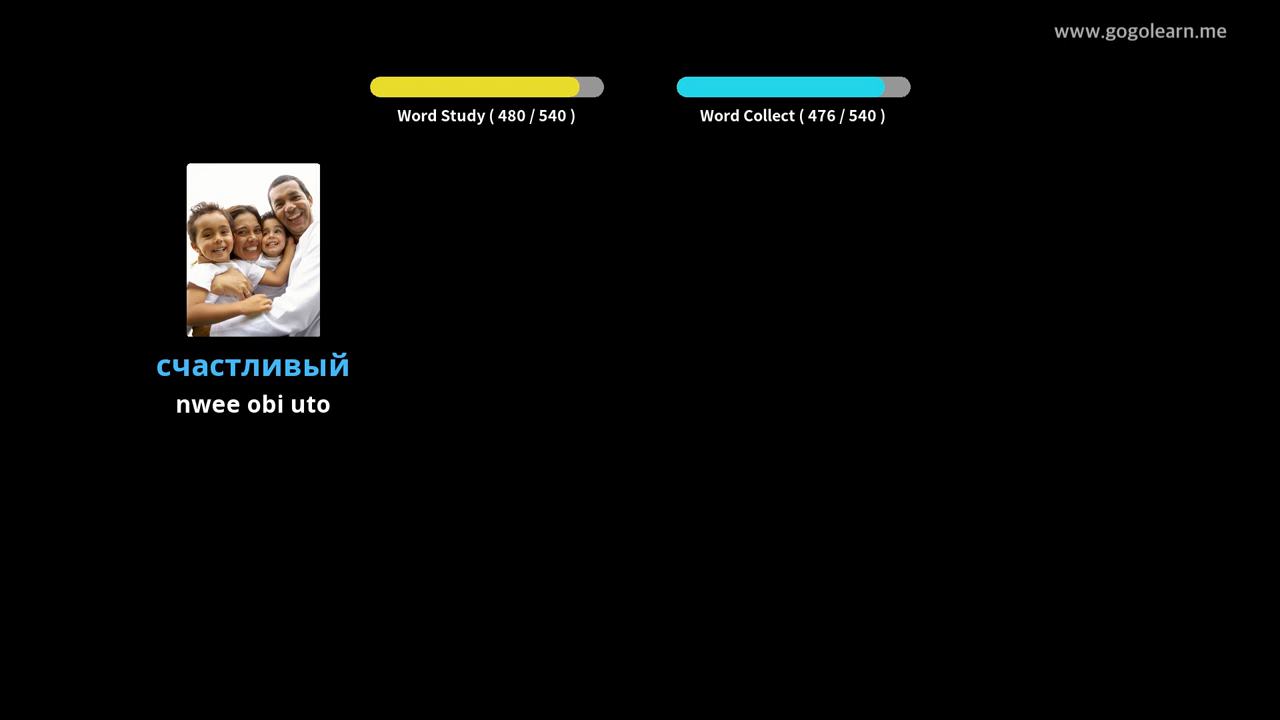 www.gogolearn.me
Word Study ( 480 / 540 )
Word Collect ( 476 / 540 )
счастливый
nwee obi uto